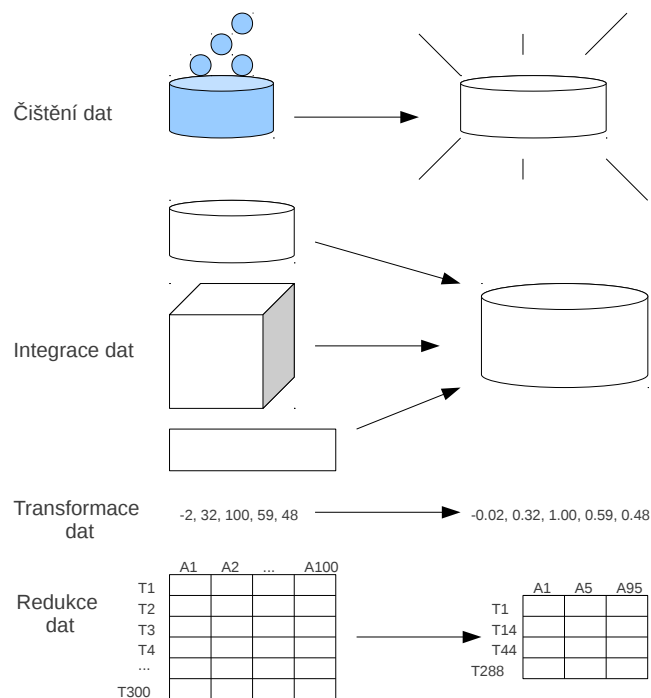 Čištění dat
Integrace dat
Transformace
dat
-2, 32, 100, 59, 48
-0.02, 0.32, 1.00, 0.59, 0.48
Redukce
dat
A1 A2 ... A100
T1
T2
T3
T4
...
T300
A1 A5 A95
T1
T14
T44
T288